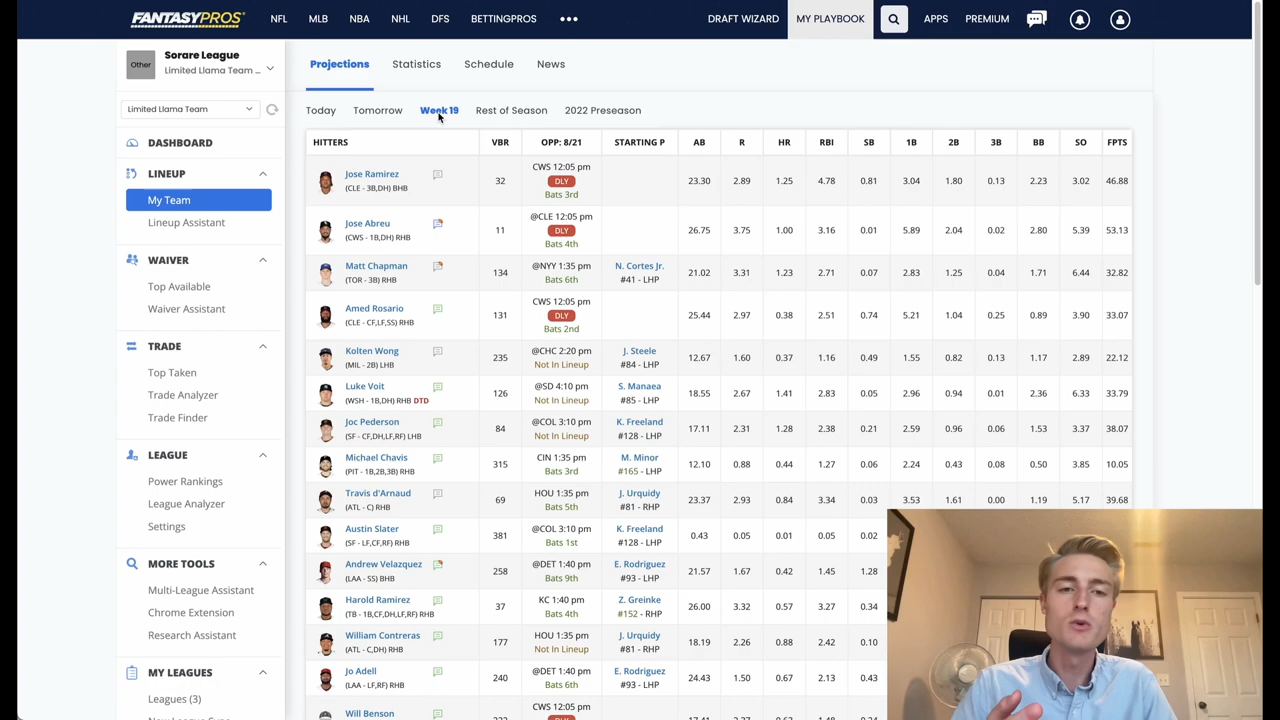 FANTASYPROS NFL MLB NBA NHL DFS BETTINGPROS ••• DRAFT WIZARD MY PLAYBOOK APPS PREMIUM
Other Sorare League
Limited Llama Team ...
Limited Llama Team
DASHBOARD
LINEUP
My Team
Lineup Assistant
WAIVER
Top Available
Waiver Assistant
TRADE
Top Taken
Trade Analyzer
Trade Finder
LEAGUE
Power Rankings
League Analyzer
Settings
MORE TOOLS
Multi-League Assistant
Chrome Extension
Research Assistant
MY LEAGUES
Leagues (3)
Projections Statistics Schedule News
Today Tomorrow Week 19 Rest of Season 2022 Preseason
HITTERS VBR OPP: 8/21 STARTING P AB R HR RBI SB 1B 2B 3B BB SO FPTS
Jose Ramirez
(CLE - 3B,DH) BHB
32
CWS 12:05 pm
DLY
Bats 3rd
23.30 2.89 1.25 4.78 0.81 3.04 1.80 0.13 2.23 3.02 46.88
Jose Abreu
(CWS - 1B,DH) RHB
11
@CLE 12:05 pm
DLY
Bats 4th
26.75 3.75 1.00 3.16 0.01 5.89 2.04 0.02 2.80 5.39 53.13
Matt Chapman
(TOR - 3B) RHB
134
@NYY 1:35 pm
Bats 6th
N. Cortes Jr.
#41 - LHP
21.02 3.31 1.23 2.71 0.07 2.83 1.25 0.04 1.71 6.44 32.82
Amed Rosario
(CLE - CF,LF,SS) RHB
131
CWS 12:05 pm
DLY
Bats 2nd
25.44 2.97 0.38 2.51 0.74 5.21 1.04 0.25 0.89 3.90 33.07
Kolten Wong
(MIL - 2B) LHB
235
@CHC 2:20 pm
Not In Lineup
J. Steele
#84 - LHP
12.67 1.60 0.37 1.16 0.49 1.55 0.82 0.13 1.17 2.89 22.12
Luke Voit
(WSH - 1B,DH) RHB DTD
126
@SD 4:10 pm
Not In Lineup
S. Manaea
#85 - LHP
18.55 2.67 1.41 2.83 0.05 2.96 0.94 0.01 2.36 6.33 33.79
Joc Pederson
(SF - CF,DH,LF,RF) LHB
84
@COL 3:10 pm
Not In Lineup
K. Freeland
#128 - LHP
17.11 2.31 1.28 2.38 0.21 2.59 0.96 0.06 1.53 3.37 38.07
Michael Chavis
(PIT - 1B,2B,3B) RHB
315
CIN 1:35 pm
Bats 3rd
M. Minor
#165 - LHP
12.10 0.88 0.44 1.27 0.06 2.24 0.43 0.08 0.50 3.85 10.05
Travis d'Arnaud
(ATL - C) RHB
69
HOU 1:35 pm
Bats 5th
J. Urquidy
#81 - RHP
23.37 2.93 0.84 3.34 0.03 3.53 1.61 0.00 1.19 5.17 39.68
Austin Slater
(SF - LF,CF,RF) RHB
381
@COL 3:10 pm
Bats 1st
K. Freeland
#128 - LHP
0.43 0.05 0.01 0.05 0.02
Andrew Velazquez
(LAA - SS) BHB
258
@DET 1:40 pm
Bats 9th
E. Rodriguez
#93 - LHP
21.57 1.67 0.42 1.45 1.28
Harold Ramirez
(TB - 1B,CF,DH,LF,RF) RHB
37
KC 1:40 pm
Bats 4th
Z. Greinke
#152 - RHP
26.00 3.32 0.57 3.27 0.34
William Contreras
(ATL - C,DH) RHB
177
HOU 1:35 pm
Not In Lineup
J. Urquidy
#81 - RHP
18.19 2.26 0.88 2.42 0.10
Jo Adell
(LAA - LF,RF) RHB
240
@DET 1:40 pm
Bats 6th
E. Rodriguez
#93 - LHP
24.43 1.50 0.67 2.13 0.43
Will Benson
CWS 12:05 pm